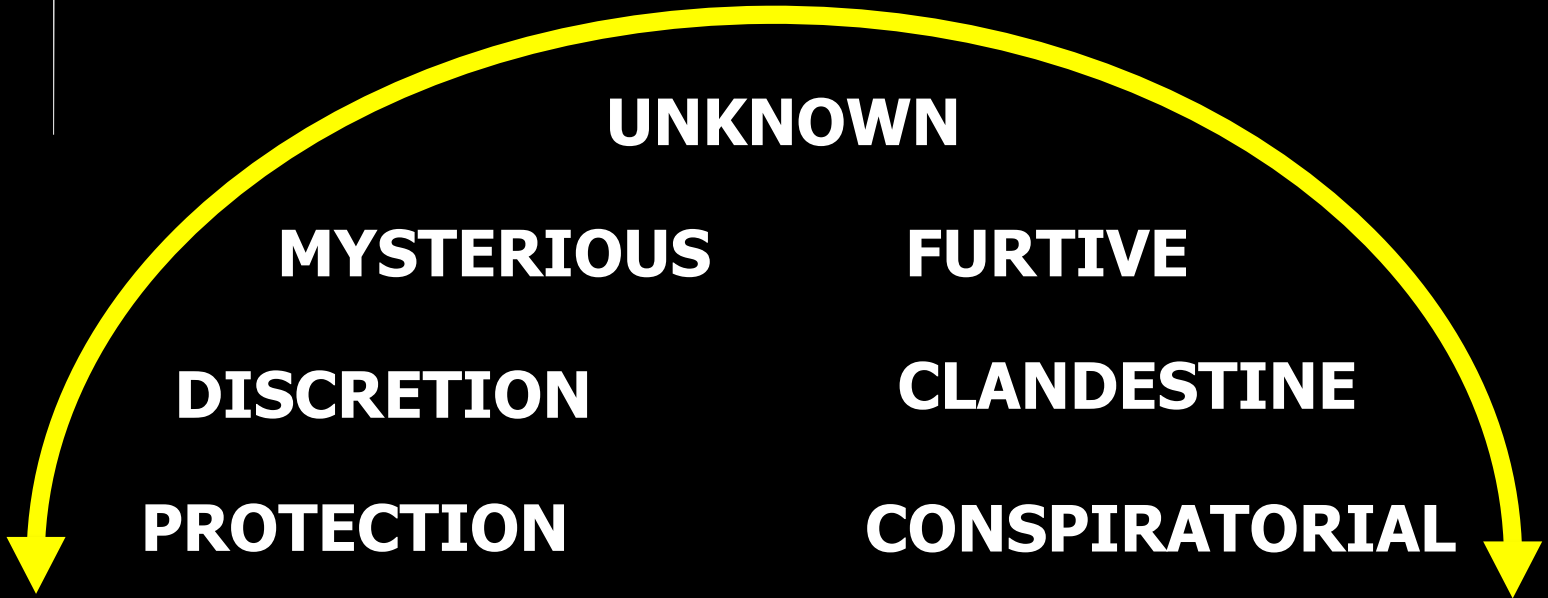 UNKNOWN
MYSTERIOUS FURTIVE
DISCRETION CLANDESTINE
PROTECTION CONSPIRATORIAL